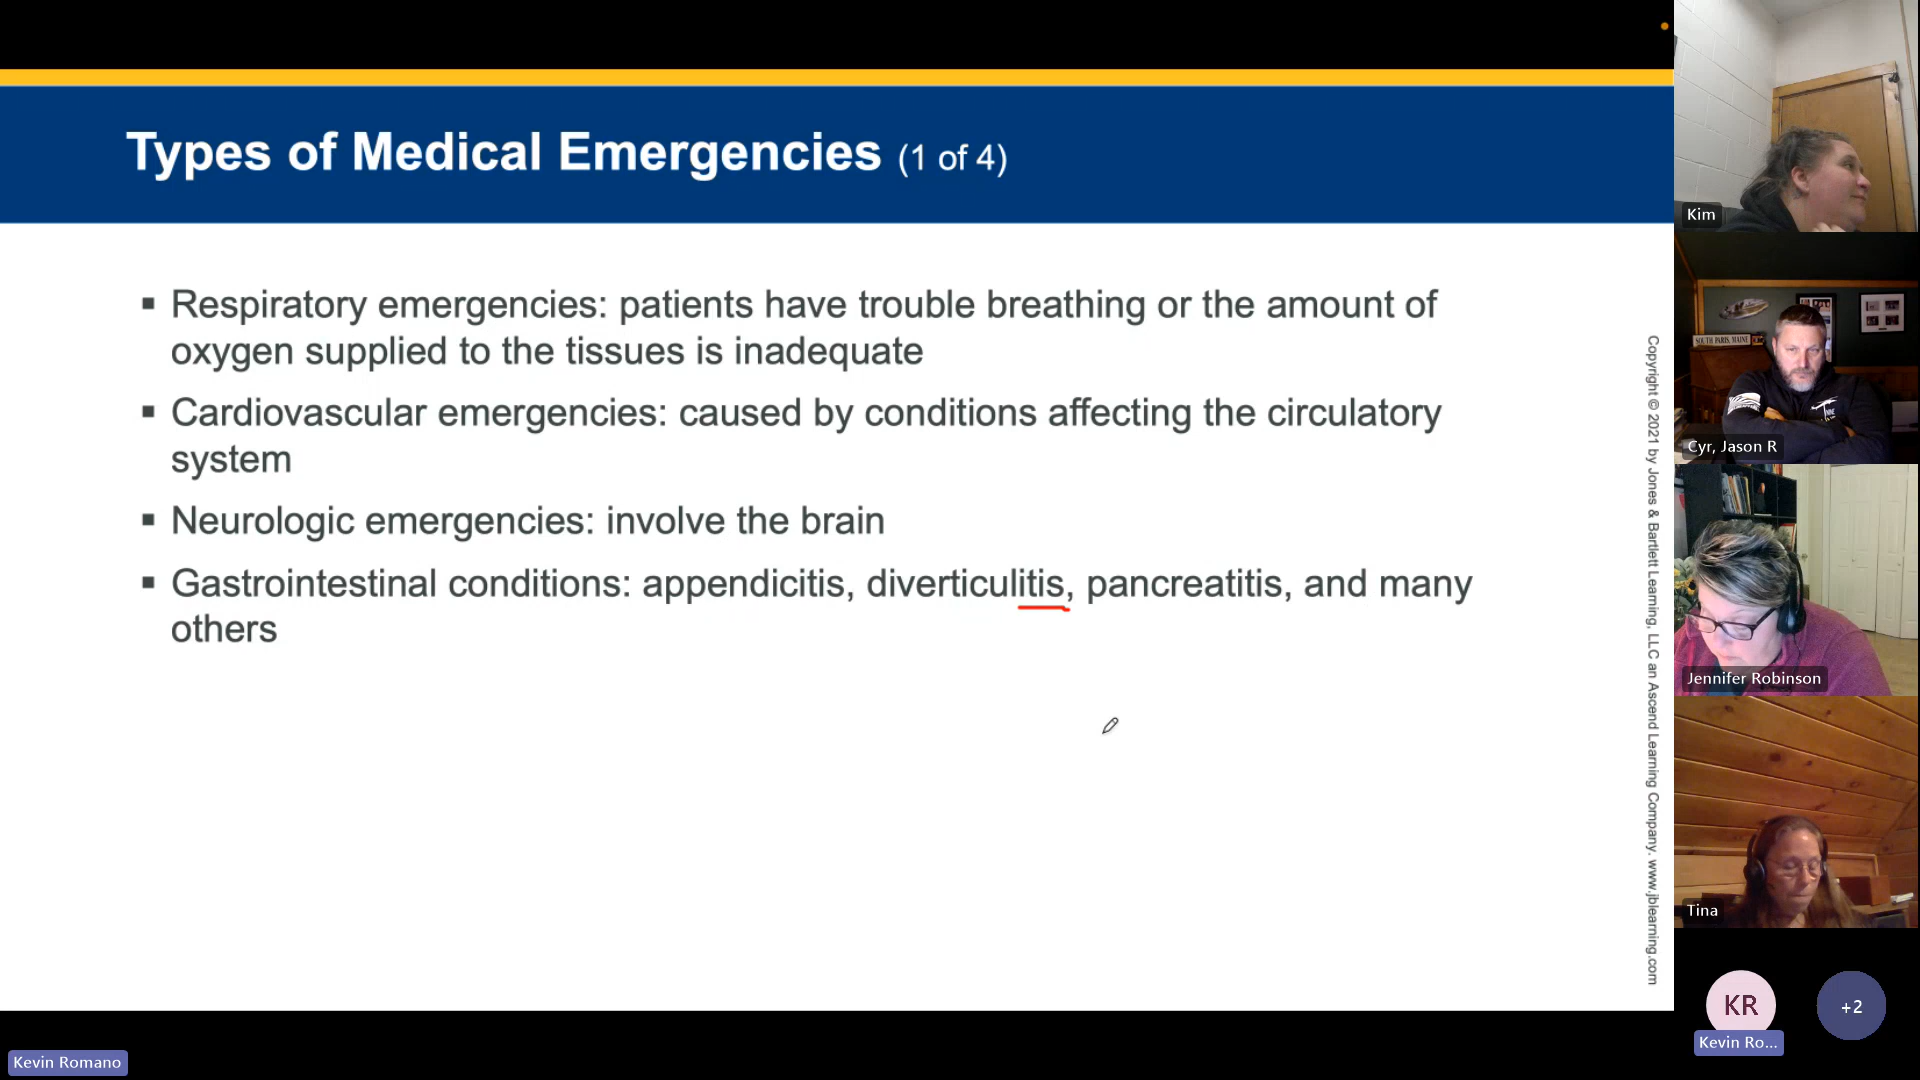 Types of Medical Emergencies (1 of 4)
▪ Respiratory emergencies: patients have trouble breathing or the amount of
oxygen supplied to the tissues is inadequate
▪ Cardiovascular emergencies: caused by conditions affecting the circulatory
system
▪ Neurologic emergencies: involve the brain
▪ Gastrointestinal conditions: appendicitis, diverticulitis, pancreatitis, and many
others
Copyright © 2021 by Jones & Bartlett Learning, LLC an Ascend Learning Company. www.jblearning.com
Kim
SOUTH PARIS, MAINE
Cyr, Jason R
Jennifer Robinson
Tina
KR
+2
Kevin Ro...
Kevin Romano